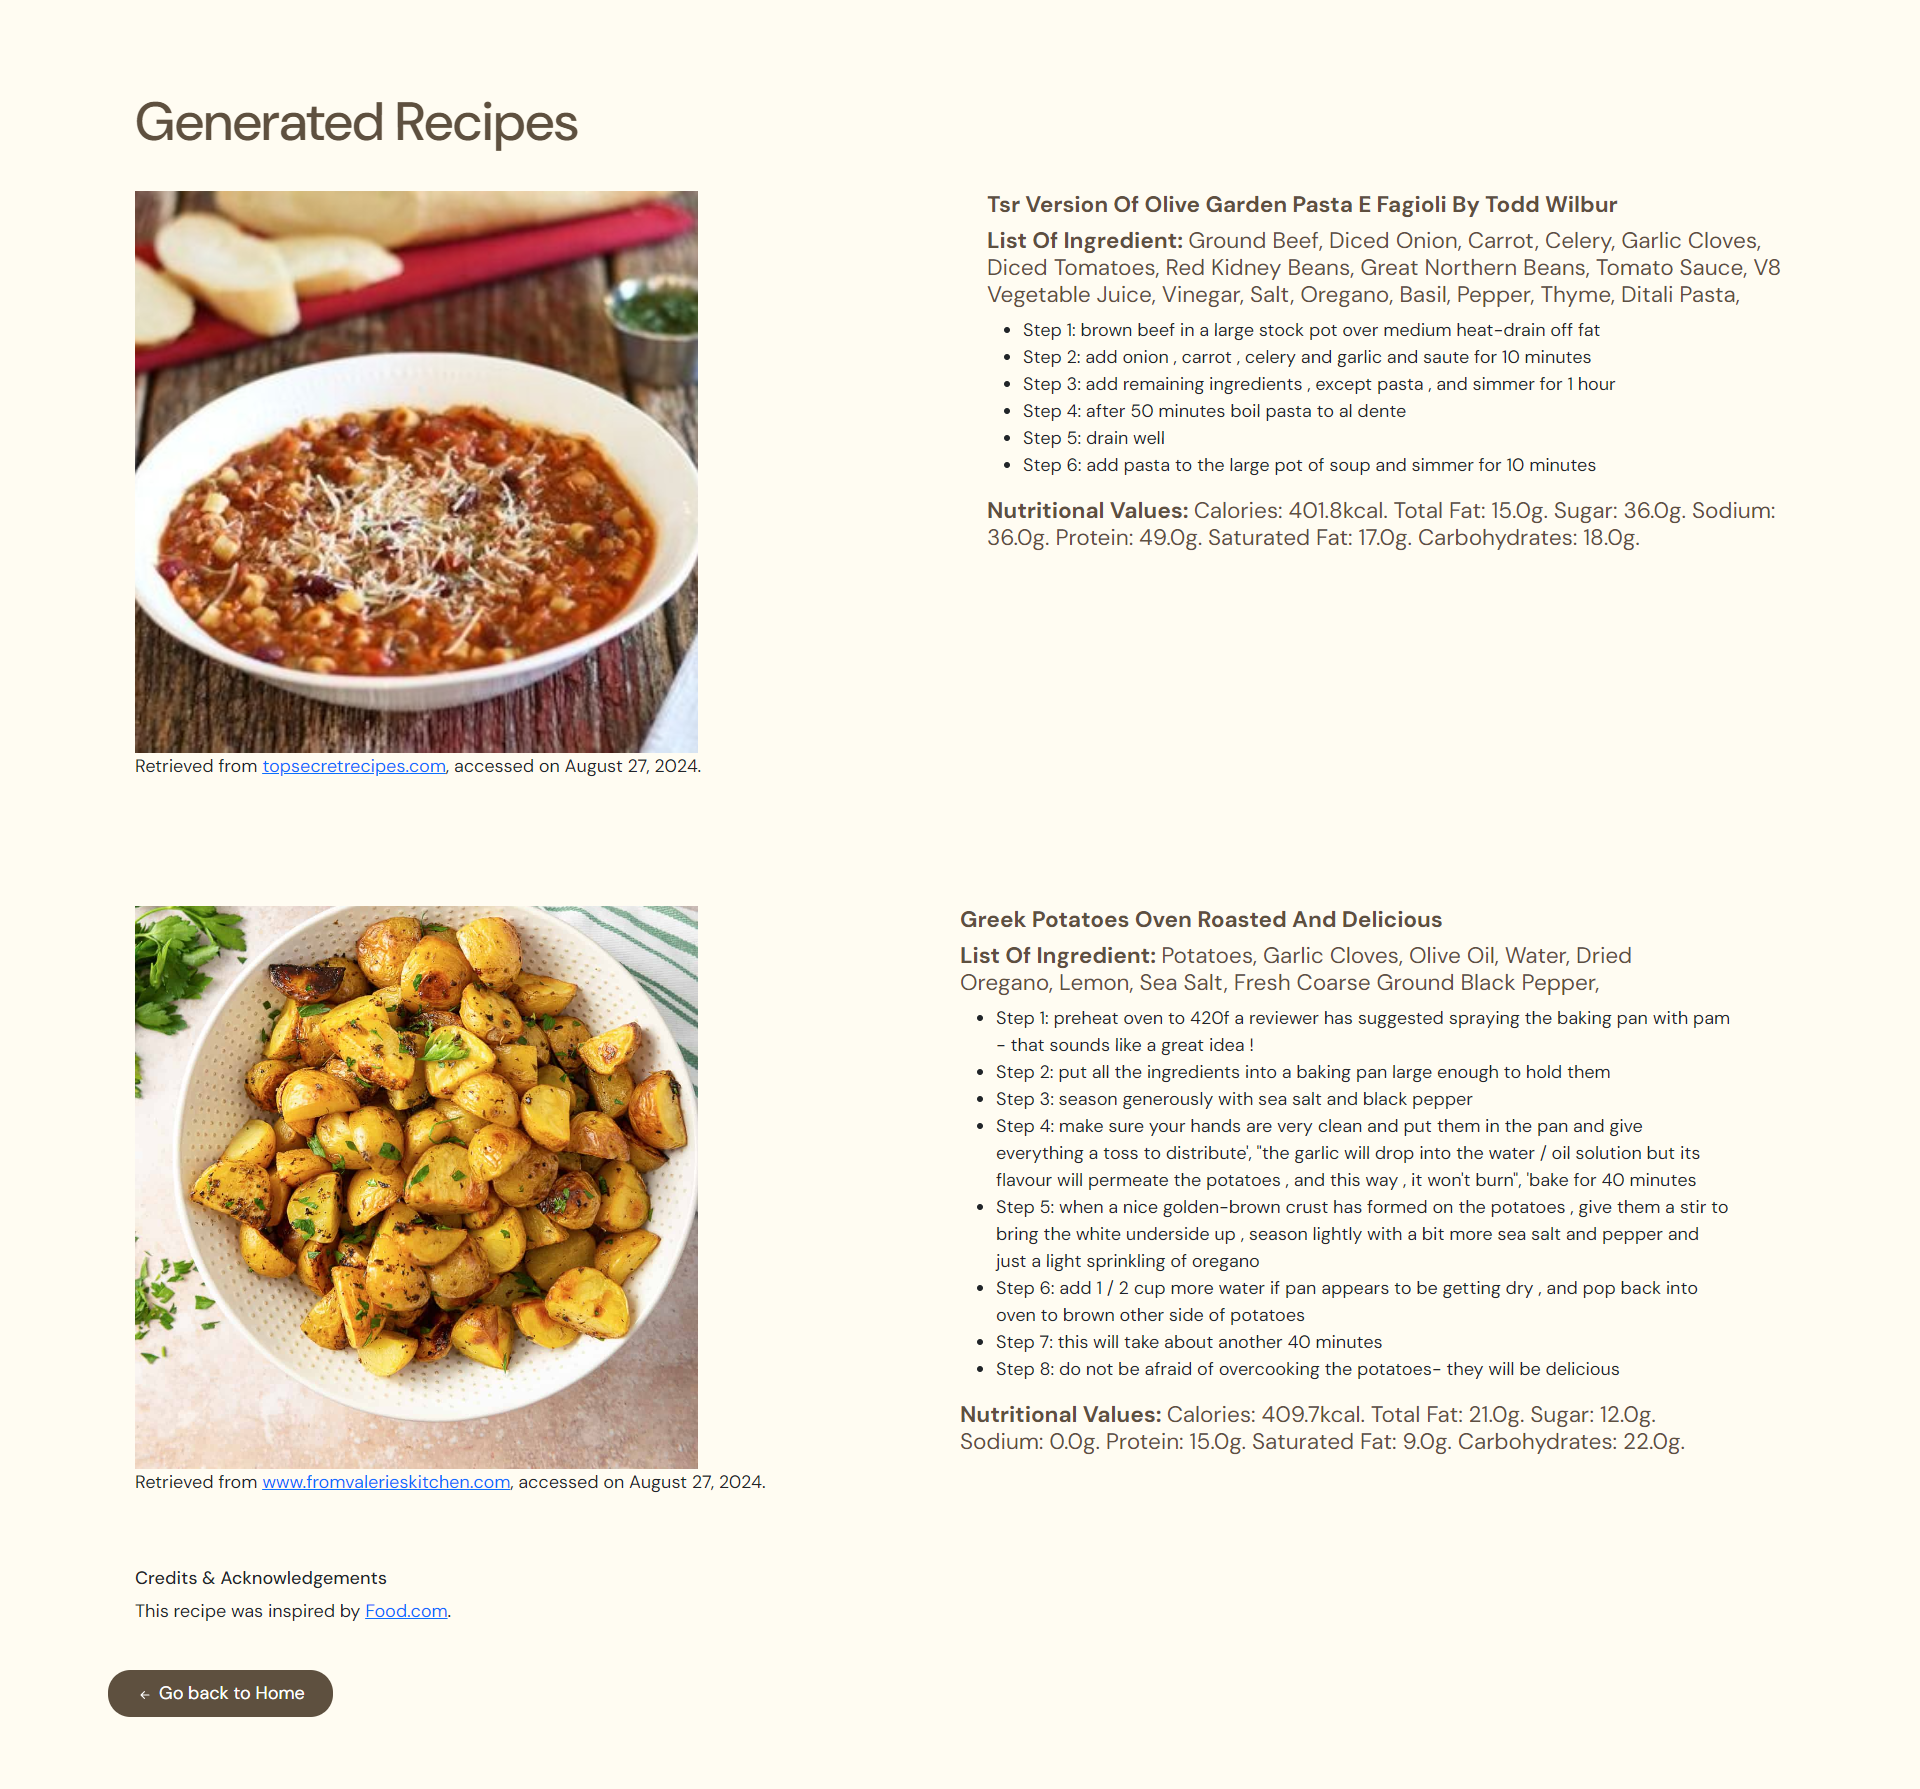 Generated Recipes
Tsr Version Of Olive Garden Pasta E Fagioli By Todd Wilbur
List Of Ingredient: Ground Beef, Diced Onion, Carrot, Celery, Garlic Cloves,
Diced Tomatoes, Red Kidney Beans, Great Northern Beans, Tomato Sauce, V8
Vegetable Juice, Vinegar, Salt, Oregano, Basil, Pepper, Thyme, Ditali Pasta,
• Step 1: brown beef in a large stock pot over medium heat-drain off fat
• Step 2: add onion , carrot , celery and garlic and saute for 10 minutes
• Step 3: add remaining ingredients , except pasta , and simmer for 1 hour
• Step 4: after 50 minutes boil pasta to al dente
• Step 5: drain well
• Step 6: add pasta to the large pot of soup and simmer for 10 minutes
Nutritional Values: Calories: 401.8kcal. Total Fat: 15.0g. Sugar: 36.0g. Sodium:
36.0g. Protein: 49.0g. Saturated Fat: 17.0g. Carbohydrates: 18.0g.
Retrieved from topsecretrecipes.com, accessed on August 27, 2024.
Greek Potatoes Oven Roasted And Delicious
List Of Ingredient: Potatoes, Garlic Cloves, Olive Oil, Water, Dried
Oregano, Lemon, Sea Salt, Fresh Coarse Ground Black Pepper,
• Step 1: preheat oven to 420f a reviewer has suggested spraying the baking pan with pam
- that sounds like a great idea !
• Step 2: put all the ingredients into a baking pan large enough to hold them
• Step 3: season generously with sea salt and black pepper
• Step 4: make sure your hands are very clean and put them in the pan and give
everything a toss to distribute', "the garlic will drop into the water / oil solution but its
flavour will permeate the potatoes , and this way , it won't burn", 'bake for 40 minutes
• Step 5: when a nice golden-brown crust has formed on the potatoes , give them a stir to
bring the white underside up , season lightly with a bit more sea salt and pepper and
just a light sprinkling of oregano
• Step 6: add 1 / 2 cup more water if pan appears to be getting dry , and pop back into
oven to brown other side of potatoes
• Step 7: this will take about another 40 minutes
• Step 8: do not be afraid of overcooking the potatoes- they will be delicious
Nutritional Values: Calories: 409.7kcal. Total Fat: 21.0g. Sugar: 12.0g.
Sodium: 0.0g. Protein: 15.0g. Saturated Fat: 9.0g. Carbohydrates: 22.0g.
Retrieved from www.fromvalerieskitchen.com, accessed on August 27, 2024.
Credits & Acknowledgements
This recipe was inspired by Food.com.
← Go back to Home